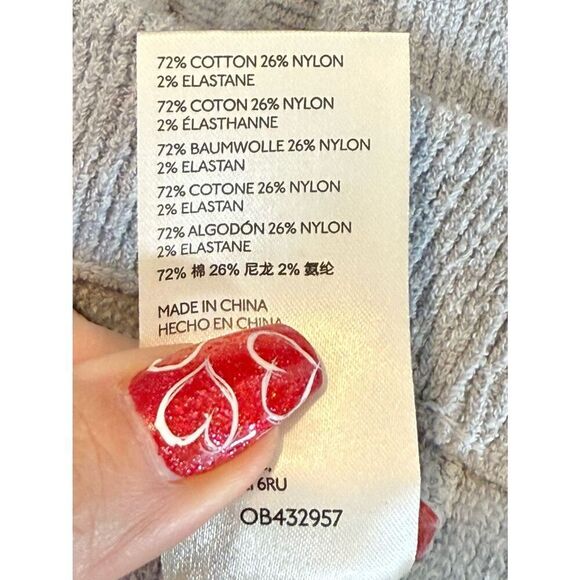 72% COTTON 26% NYLON
2% ELASTANE
72% COTON 26% NYLON
2% ÉLASTHANNE
72% BAUMWOLLE 26% NYLON
2% ELASTAN
72% COTONE 26% NYLON
2% ELASTAN
72% ALGODÓN 26% NYLON
2% ELASTANE
72% 棉 26% 尼龙 2% 氨纶
MADE IN CHINA
HECHO EN CHINA
6RU
OB432957